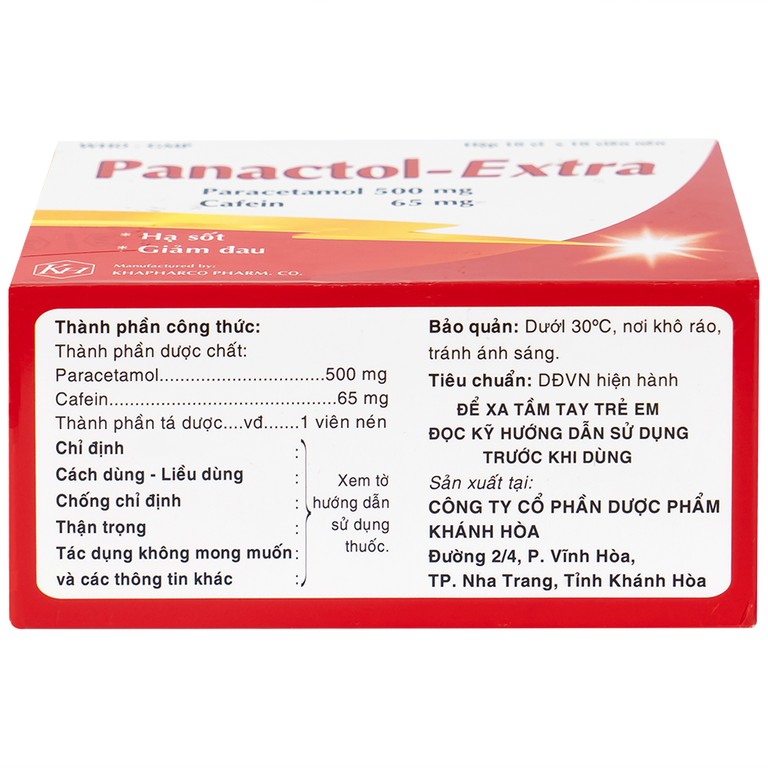 WHO - GMP Hộp 10 vỉ x 10 viên nén
Panactol-Extra
Paracetamol 500 mg
Cafein 65 mg
* Hạ sốt
* Giảm đau
KH
Manufactured by:
KHAPHARCO PHARM. CO.
Thành phần công thức:
Thành phần dược chất:
Paracetamol...............................500 mg
Cafein.......................................65 mg
Thành phần tá dược....vđ.......1 viên nén
Chỉ định :
Cách dùng - Liều dùng :
Chống chỉ định :
Thận trọng :
Tác dụng không mong muốn :
và các thông tin khác :
Xem tờ
hướng dẫn
sử dụng
thuốc.
Bảo quản: Dưới 30ºC, nơi khô ráo,
tránh ánh sáng.
Tiêu chuẩn: DĐVN hiện hành
ĐỂ XA TẦM TAY TRẺ EM
ĐỌC KỸ HƯỚNG DẪN SỬ DỤNG
TRƯỚC KHI DÙNG
Sản xuất tại:
CÔNG TY CỔ PHẦN DƯỢC PHẨM
KHÁNH HÒA
Đường 2/4, P. Vĩnh Hòa,
TP. Nha Trang, Tỉnh Khánh Hòa